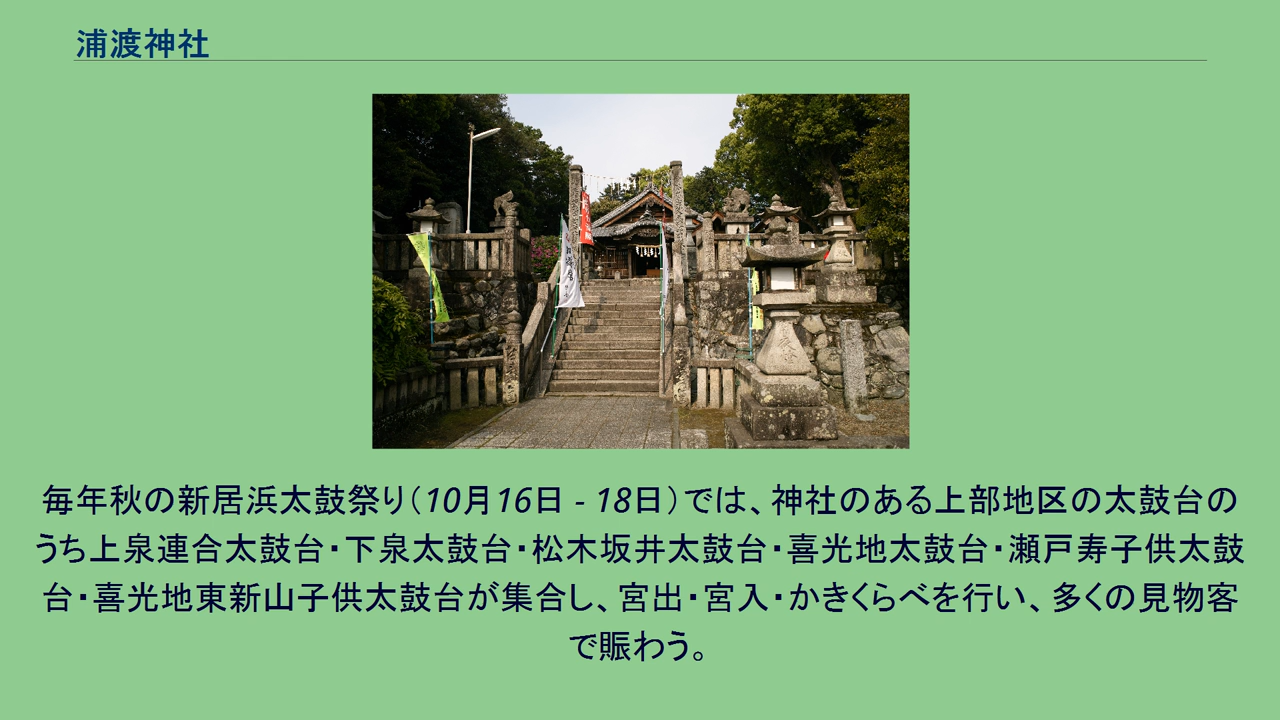 浦渡神社
毎年秋の新居浜太鼓祭り（10月16日 - 18日）では、神社のある上部地区の太鼓台の
うち上泉連合太鼓台・下泉太鼓台・松木坂井太鼓台・喜光地太鼓台・瀬戸寿子供太鼓
台・喜光地東新山子供太鼓台が集合し、宮出・宮入・かきくらべを行い、多くの見物客
で賑わう。